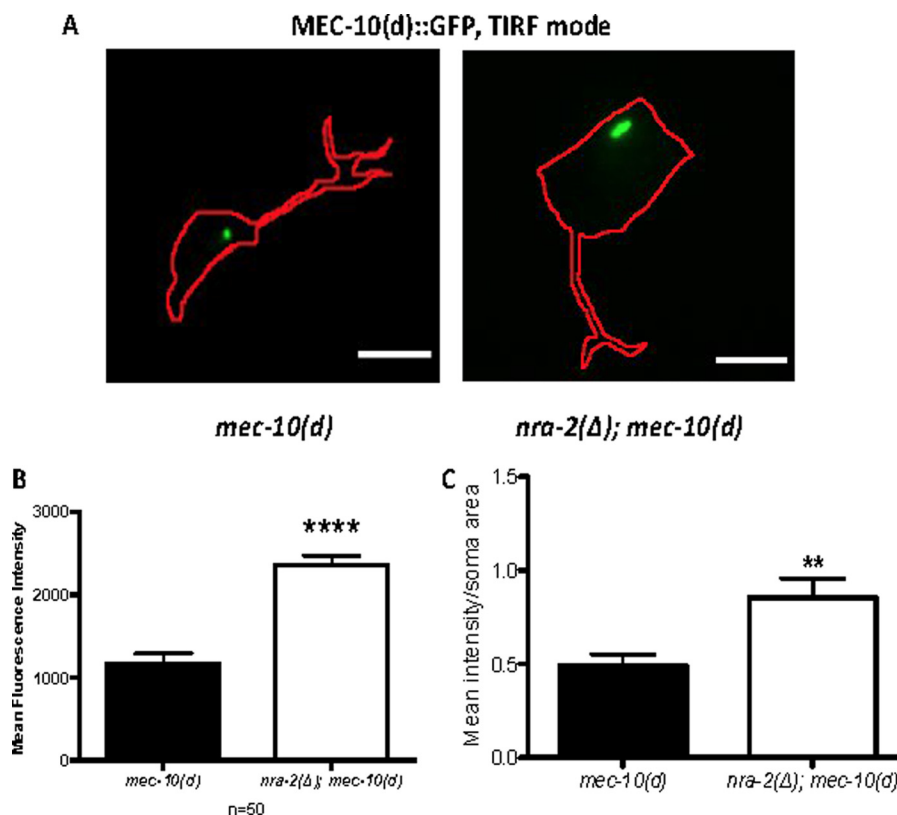 A
MEC-10(d)::GFP, TIRF mode
mec-10(d)
nra-2(Δ); mec-10(d)
B
Mean Fluorescence Intensity
3000
2000
1000
0
****
mec-10(d)
nra-2(Δ); mec-10(d)
n=50
C
Mean intensity/soma area
1.5
1.0
0.5
0.0
**
mec-10(d)
nra-2(Δ); mec-10(d)